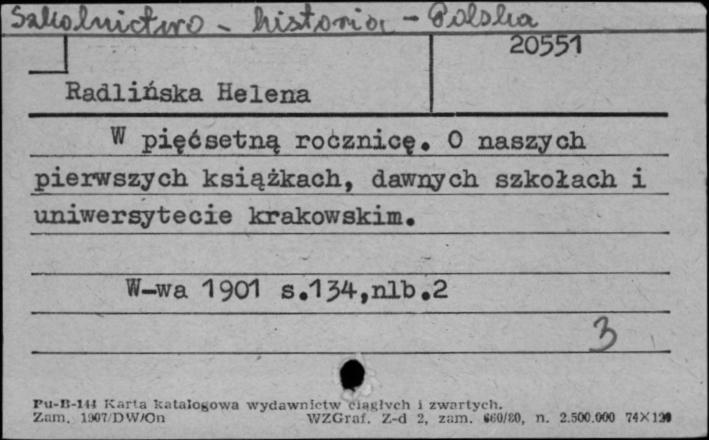 Szkolnictwo - historia - Polska
20551
Radlińska Helena
W pięćsetną rocznicę. O naszych
pierwszych książkach, dawnych szkołach i
uniwersytecie krakowskim.
W-wa 1901 s.134,nlb.2
3
Pu-B-144 Karta katalogowa wydawnictw ciągłych i zwartych.
Zam. 1907/DW/On WZGraf. Z-d 2, zam. 660/80, n. 2.500.000 74×124